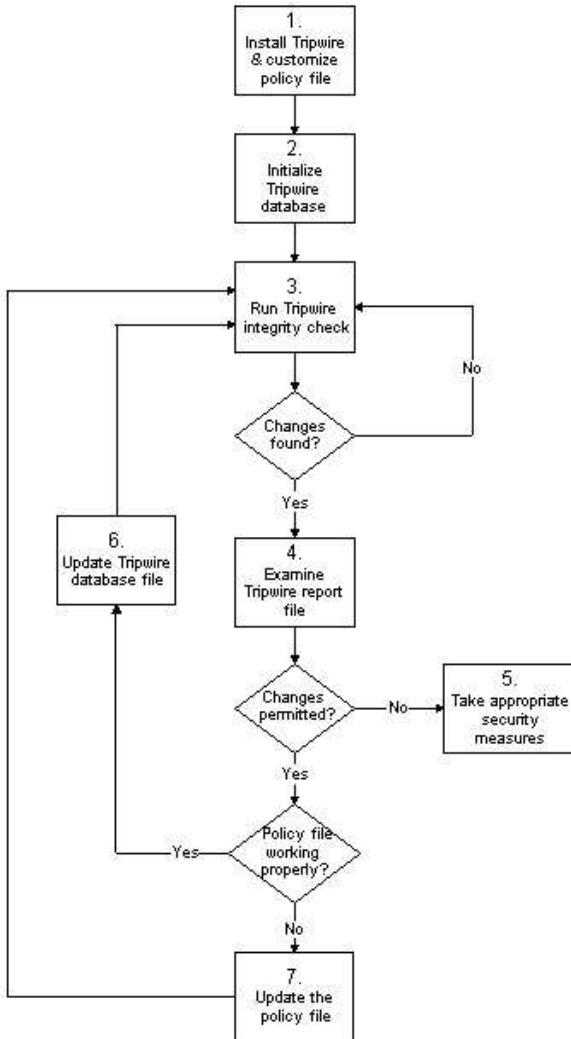 1.
Install Tripwire
& customize
policy file
2.
Initialize
Tripwire
database
3.
Run Tripwire
integrity check
No
Changes
found?
Yes
6.
Update Tripwire
database file
4.
Examine
Tripwire report
file
5.
Take appropriate
security
measures
Changes
permitted?
No
Yes
Policy file
working
properly?
Yes
No
7.
Update the
policy file